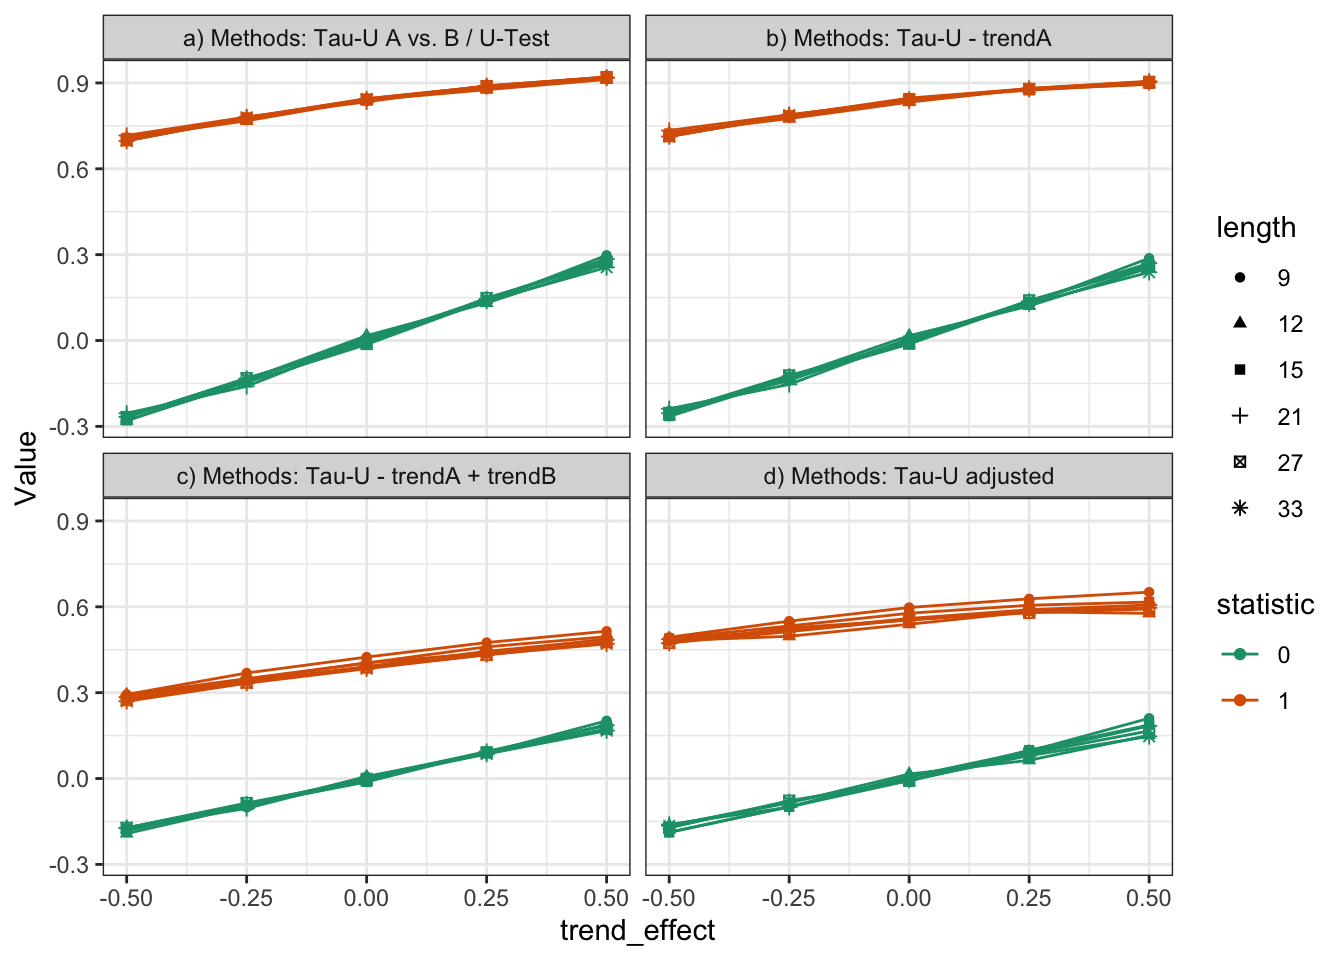 a) Methods: Tau-U A vs. B / U-Test
b) Methods: Tau-U - trendA
0.9
0.6
0.3
0.0
-0.3
c) Methods: Tau-U - trendA + trendB
d) Methods: Tau-U adjusted
0.9
0.6
0.3
0.0
-0.3
-0.50 -0.25 0.00 0.25 0.50
-0.50 -0.25 0.00 0.25 0.50
trend_effect
Value
length
9
12
15
21
27
33
statistic
0
1